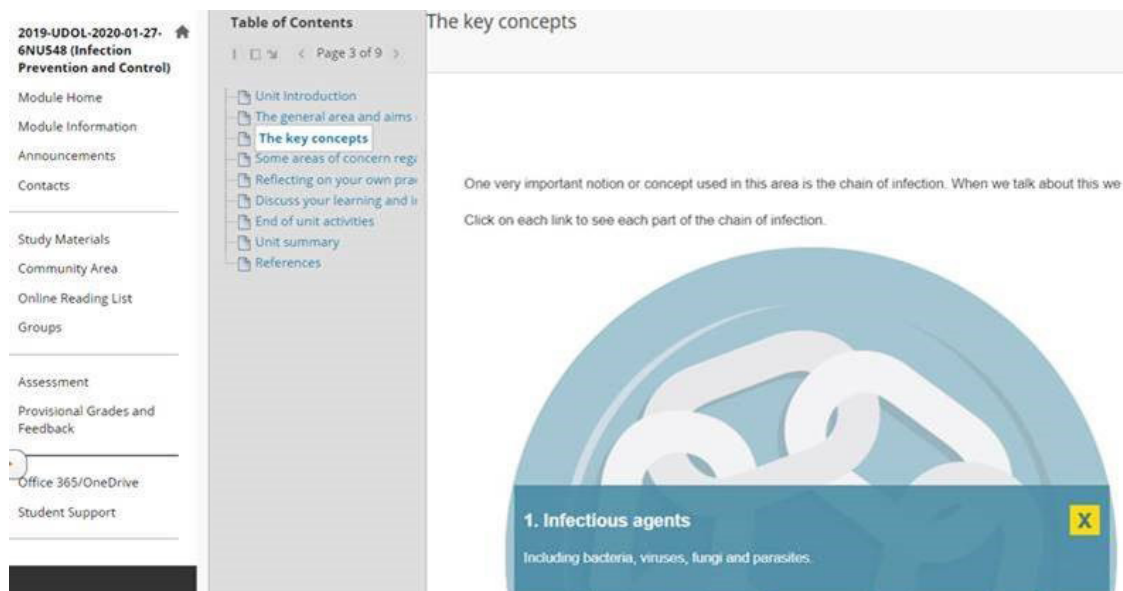 2019-UDOL-2020-01-27-
6NU548 (Infection
Prevention and Control)
Module Home
Module Information
Announcements
Contacts
Study Materials
Community Area
Online Reading List
Groups
Assessment
Provisional Grades and
Feedback
Office 365/OneDrive
Student Support
Table of Contents
Page 3 of 9
Unit Introduction
The general area and aims
The key concepts
Some areas of concern rega
Reflecting on your own prac
Discuss your learning and
End of unit activities
Unit summary
References
The key concepts
One very important notion or concept used in this area is the chain of infection. When we talk about this we
Click on each link to see each part of the chain of infection.
1. Infectious agents
X
Including bacteria, viruses, fungi and parasites.